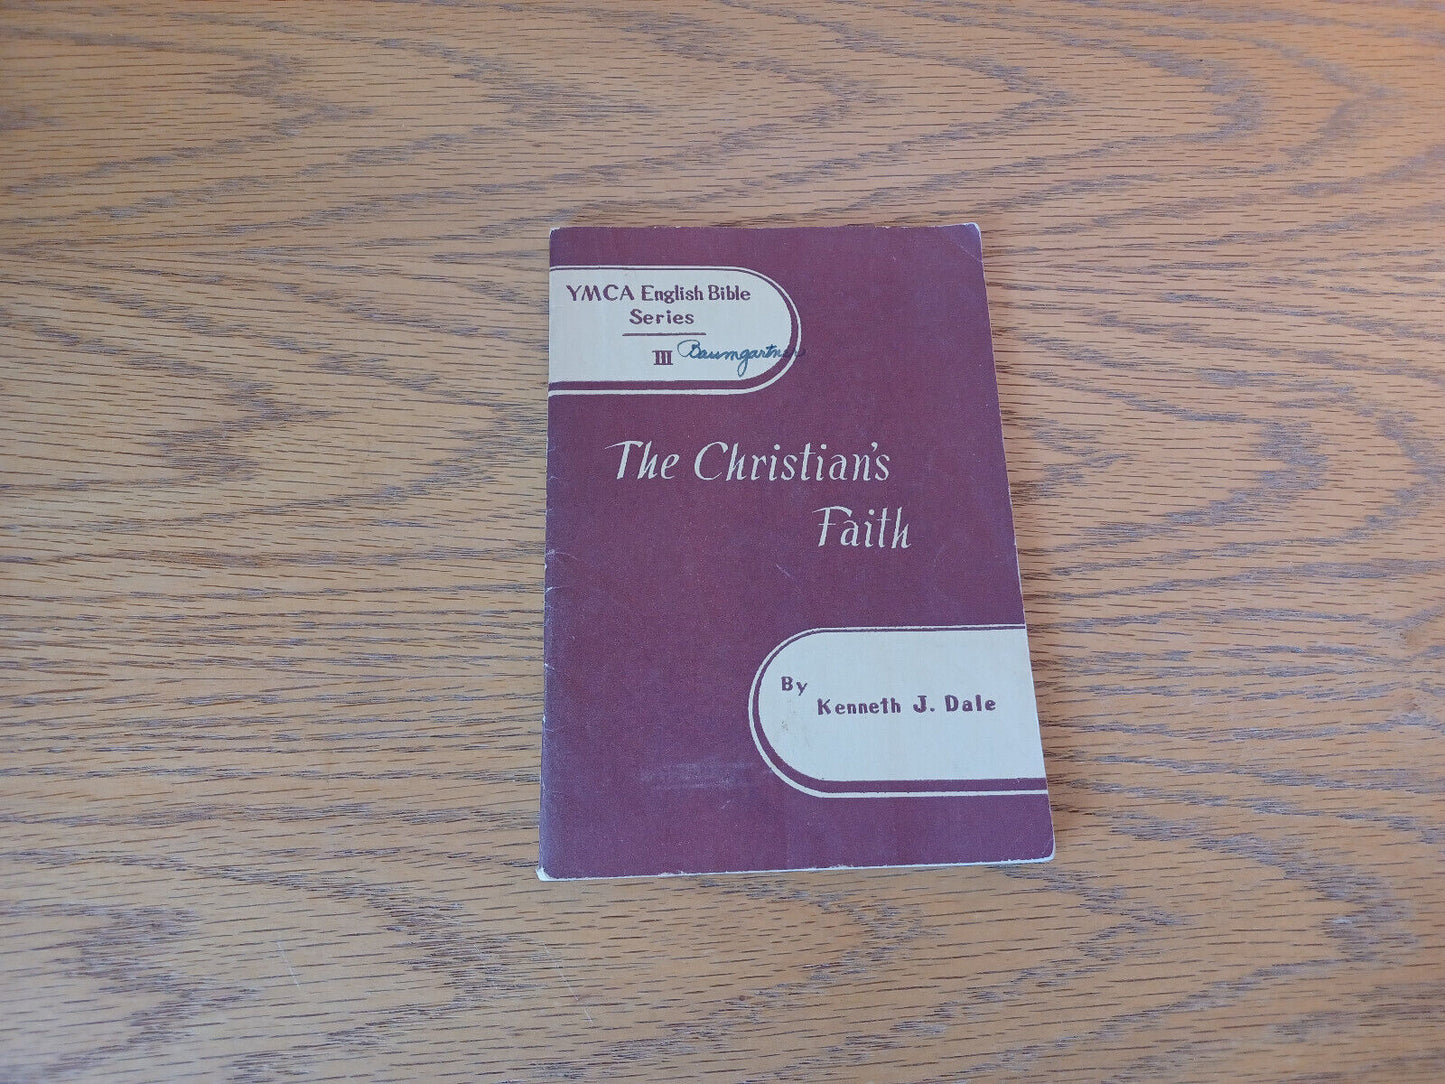 YMCA English Bible
Series
III Baumgartner
The Christian's
Faith
By
Kenneth J. Dale